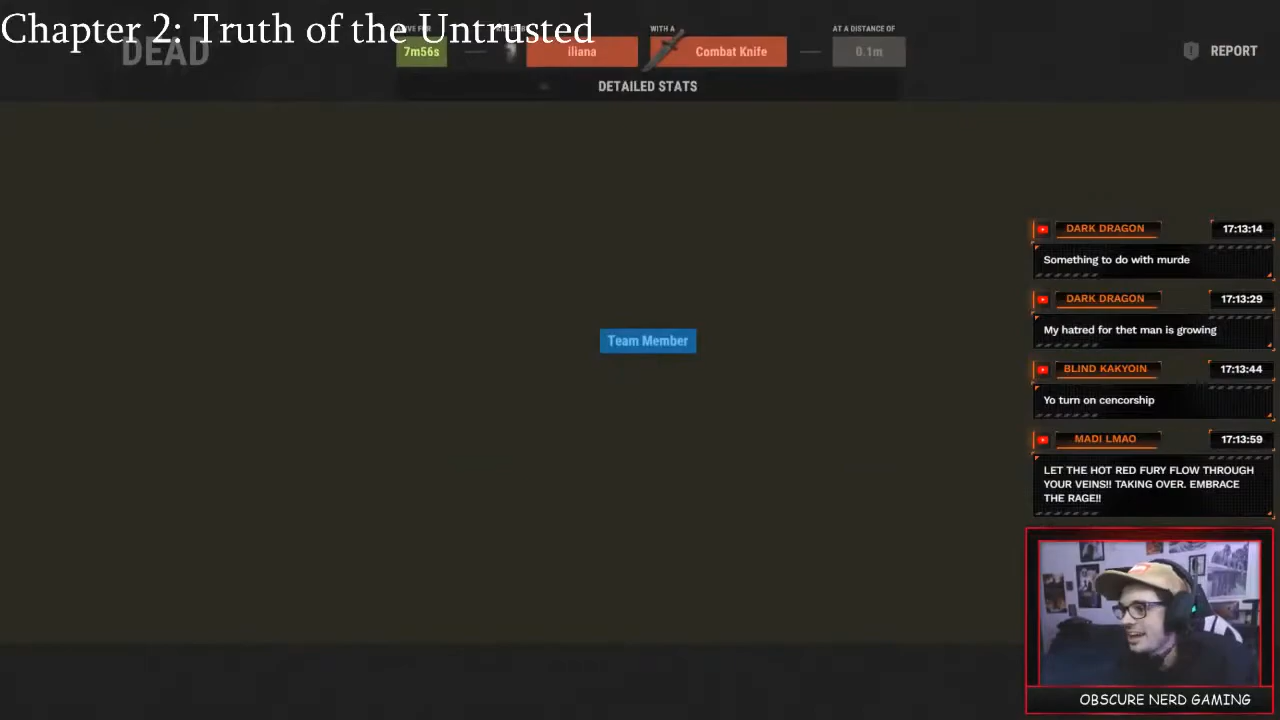 Chapter 2: Truth of the Untrusted
DEAD
7m56s
iliana
WITH A
Combat Knife
AT A DISTANCE OF
0.1m
REPORT
DETAILED STATS
Team Member
DARK DRAGON 17:13:14
Something to do with murde
DARK DRAGON 17:13:29
My hatred for thet man is growing
BLIND KAKYOIN 17:13:44
Yo turn on cencorship
MADI LMAO 17:13:59
LET THE HOT RED FURY FLOW THROUGH
YOUR VEINS!! TAKING OVER. EMBRACE
THE RAGE!!
OBSCURE NERD GAMING